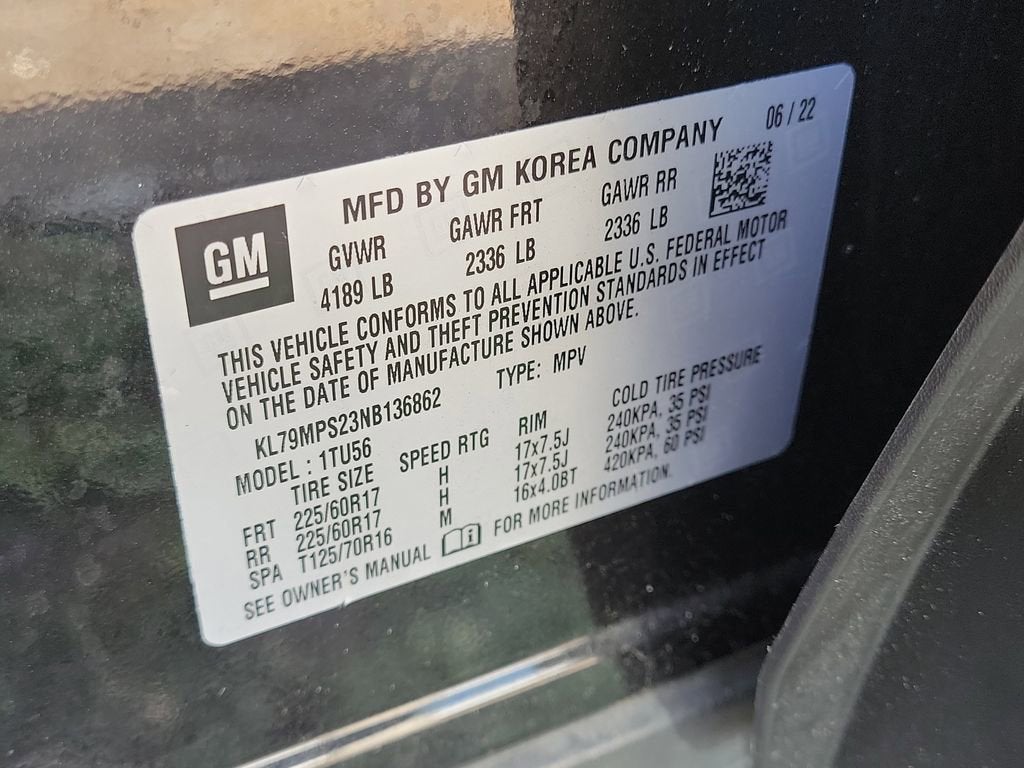 06 / 22
MFD BY GM KOREA COMPANY
GM
GVWR GAWR FRT GAWR RR
4189 LB 2336 LB 2336 LB
THIS VEHICLE CONFORMS TO ALL APPLICABLE U.S. FEDERAL MOTOR
VEHICLE SAFETY AND THEFT PREVENTION STANDARDS IN EFFECT
ON THE DATE OF MANUFACTURE SHOWN ABOVE.
KL79MPS23NB136862 TYPE: MPV
MODEL : 1TU56
TIRE SIZE SPEED RTG RIM COLD TIRE PRESSURE
FRT 225/60R17 H 17x7.5J 240KPA, 35 PSI
RR 225/60R17 H 17x7.5J 240KPA, 35 PSI
SPA T125/70R16 M 16x4.0BT 420KPA, 60 PSI
SEE OWNER'S MANUAL FOR MORE INFORMATION.